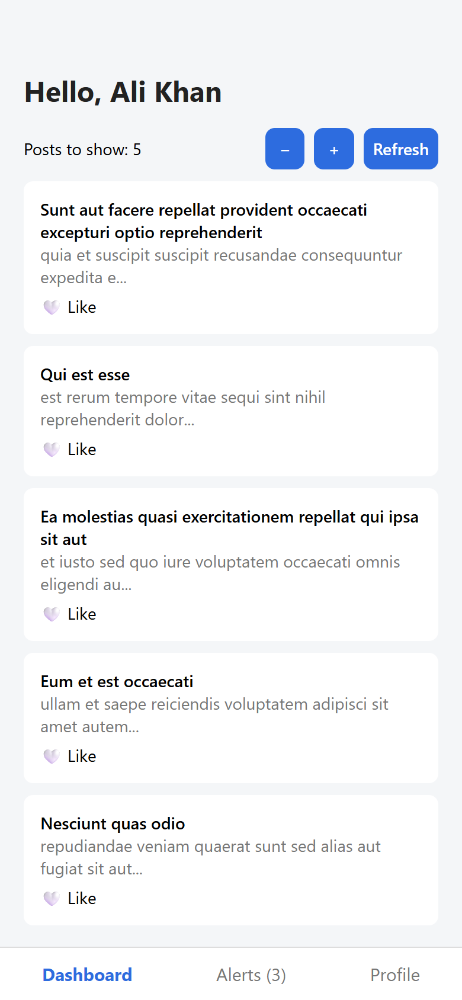 Hello, Ali Khan
Posts to show: 5
−
+
Refresh
Sunt aut facere repellat provident occaecati
excepturi optio reprehenderit
quia et suscipit suscipit recusandae consequuntur
expedita e...
🤍 Like
Qui est esse
est rerum tempore vitae sequi sint nihil
reprehenderit dolor...
🤍 Like
Ea molestias quasi exercitationem repellat qui ipsa
sit aut
et iusto sed quo iure voluptatem occaecati omnis
eligendi au...
🤍 Like
Eum et est occaecati
ullam et saepe reiciendis voluptatem adipisci sit
amet autem...
🤍 Like
Nesciunt quas odio
repudiandae veniam quaerat sunt sed alias aut
fugiat sit aut...
🤍 Like
Dashboard
Alerts (3)
Profile